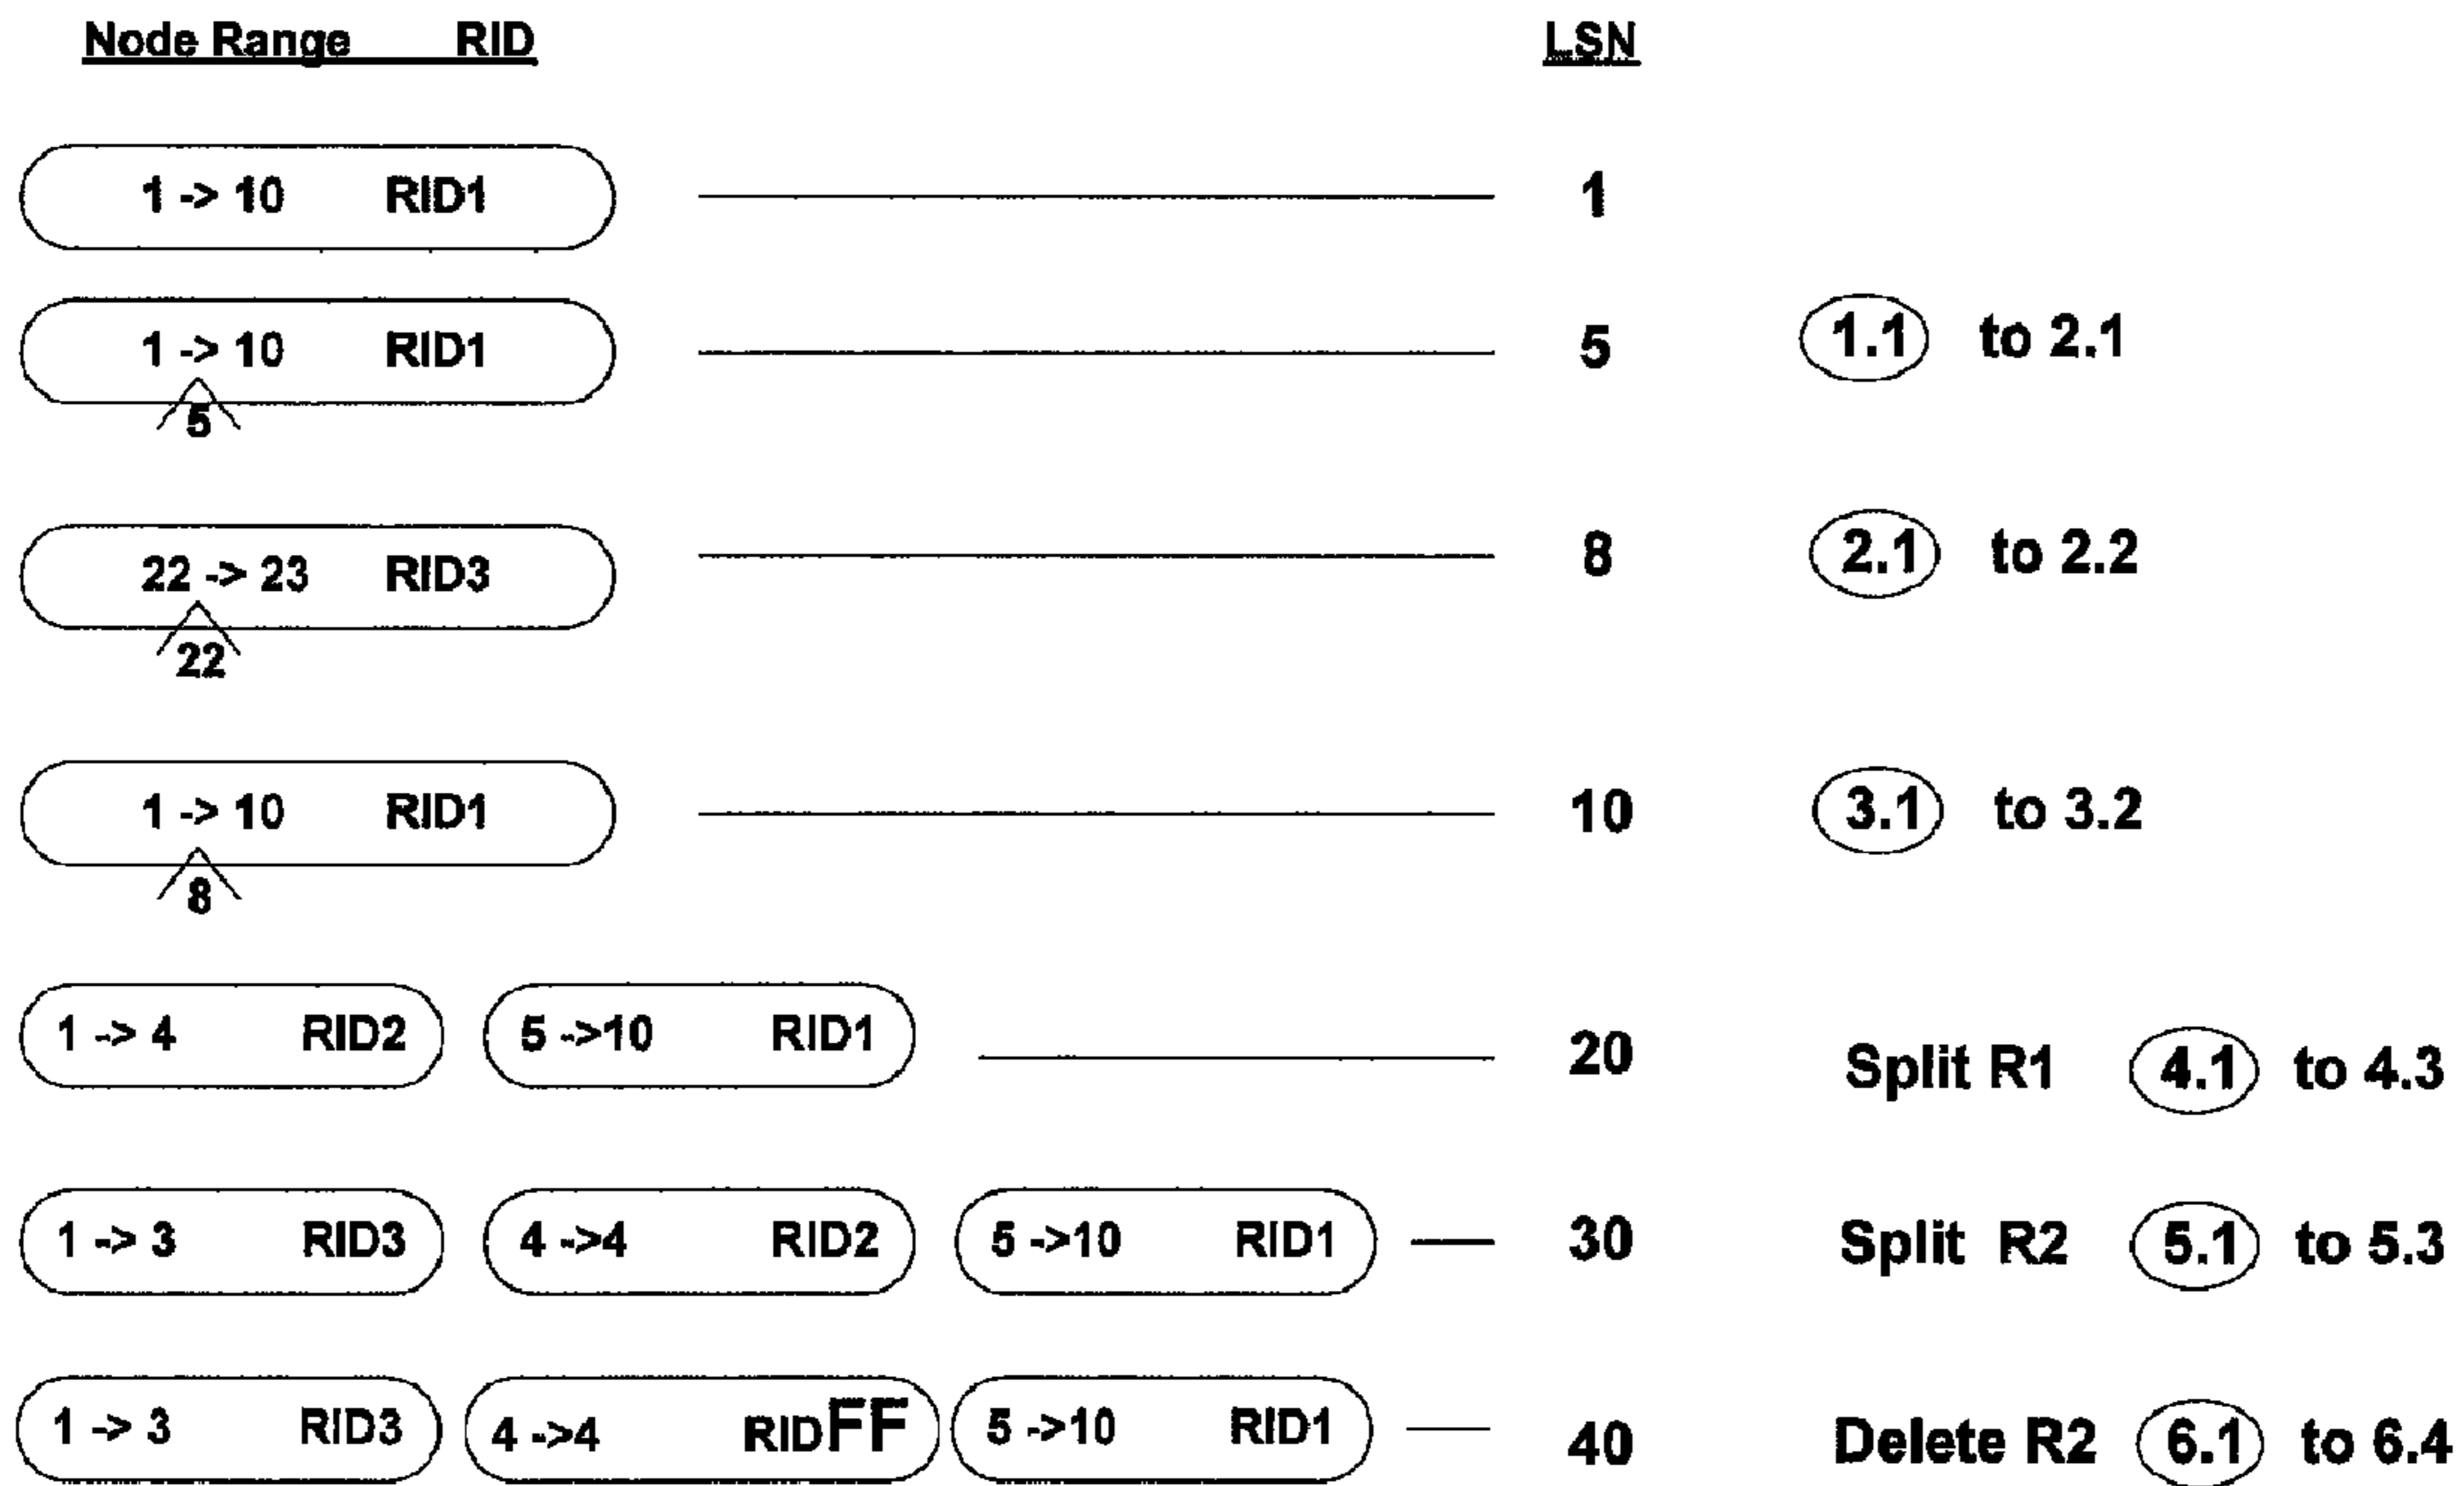 Node Range RID LSN
1 -> 10 RID1 1
1 -> 10 RID1 5 1.1 to 2.1
5
22 -> 23 RID3 8 2.1 to 2.2
22
1 -> 10 RID1 10 3.1 to 3.2
8
1 -> 4 RID2 5 ->10 RID1 20 Split R1 4.1 to 4.3
1 -> 3 RID3 4 ->4 RID2 5 ->10 RID1 30 Split R2 5.1 to 5.3
1 -> 3 RID3 4 ->4 RIDFF 5 ->10 RID1 40 Delete R2 6.1 to 6.4